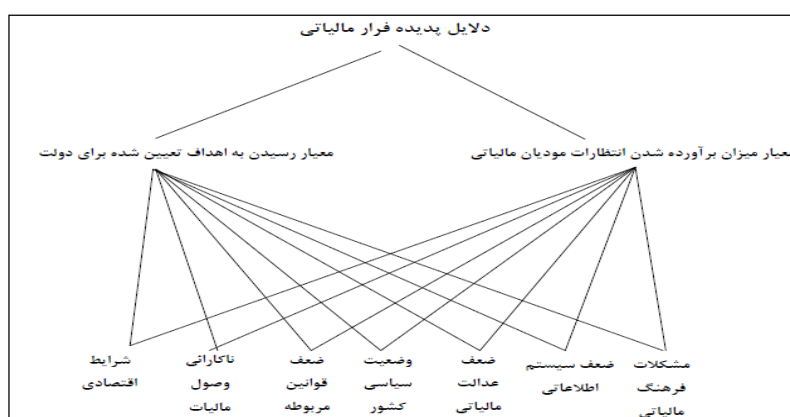 دلایل پدیده فرار مالیاتی
معیار میزان برآورده شدن انتظارات مودیان مالیاتی
معیار رسیدن به اهداف تعیین شده برای دولت
مشکلات
فرهنگ
مالیاتی
ضعف سیستم
اطلاعاتی
ضعف
عدالت
مالیاتی
وضعیت
سیاسی
کشور
ضعف
قوانین
مربوطه
ناکارائی
وصول
مالیات
شرایط
اقتصادی